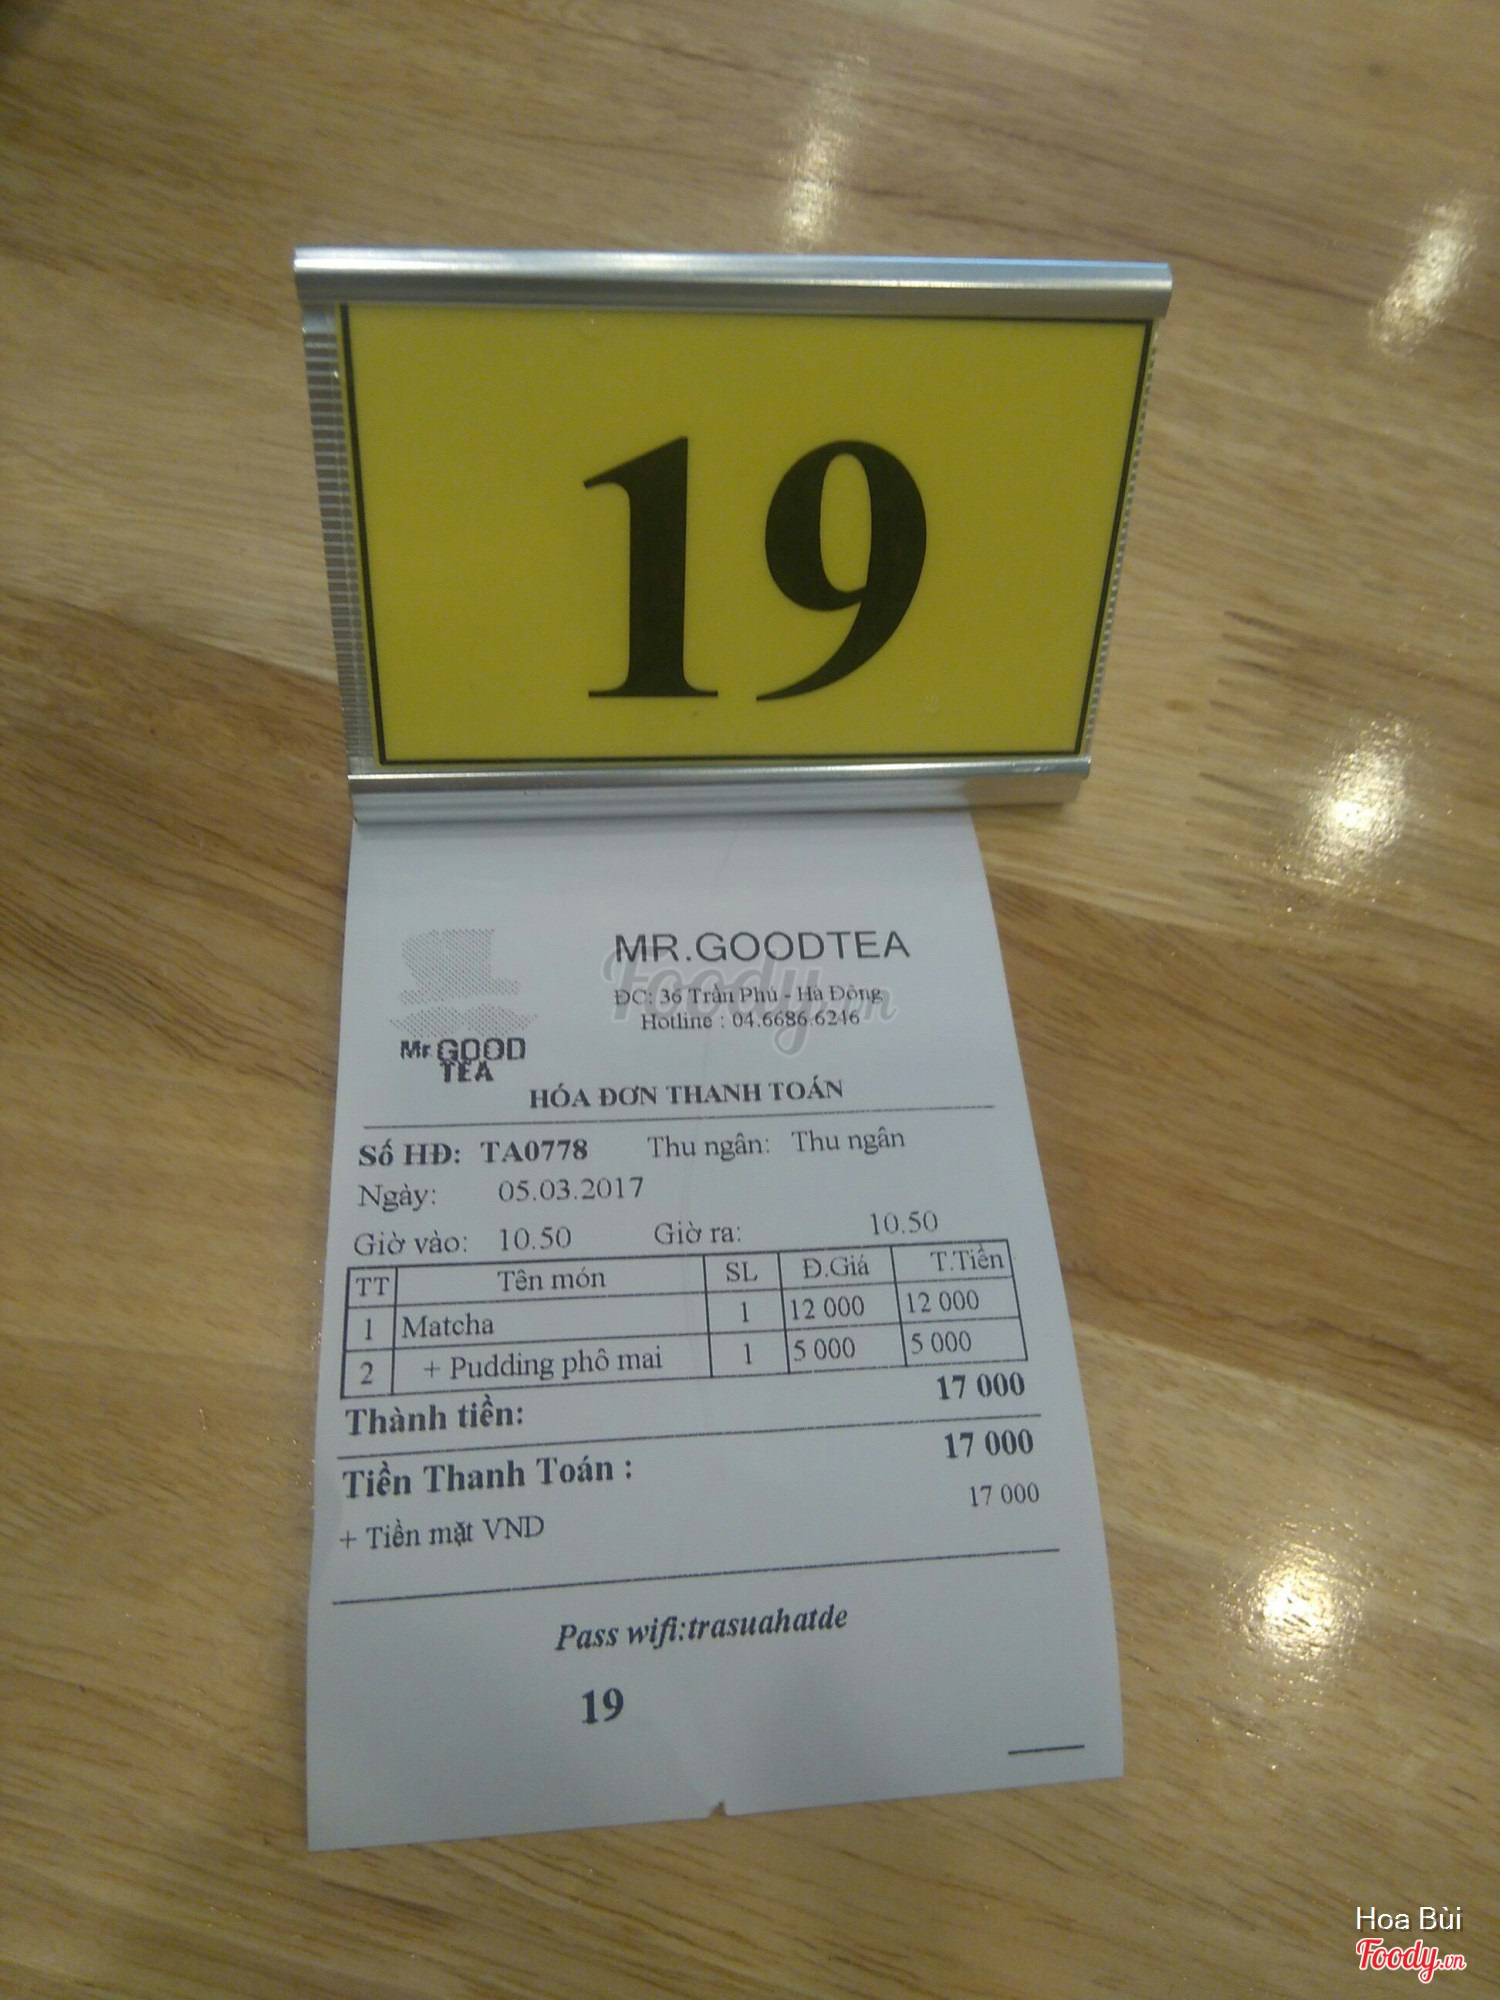 19
MR.GOODTEA
ĐC: 36 Trần Phú - Hà Đông
Hotline : 04.6686.6246
Mr.GOOD
TEA
HÓA ĐƠN THANH TOÁN
Số HĐ: TA0778 Thu ngân: Thu ngân
Ngày: 05.03.2017
Giờ vào: 10.50 Giờ ra: 10.50
TT Tên món SL Đ.Giá T.Tiền
1 Matcha 1 12 000 12 000
2 + Pudding phô mai 1 5 000 5 000
Thành tiền: 17 000
Tiền Thanh Toán : 17 000
+ Tiền mặt VND 17 000
Pass wifi:trasuahatde
19
Foody.vn
Hoa Bùi
Foody.vn